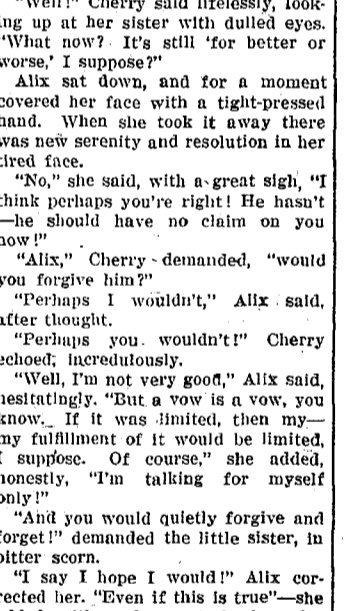 "Well!" Cherry said lifelessly, look-
ng up at her sister with dulled eyes.
"What now? It's still 'for better or
worse,' I suppose?"
Alix sat down, and for a moment
covered her face with a tight-pressed
hand. When she took it away there
was new serenity and resolution in her
tired face.
"No," she said, with a great sigh, "I
think perhaps you're right! He hasn't
—he should have no claim on you
now!"
"Alix," Cherry demanded, "would
you forgive him?"
"Perhaps I wouldn't," Alix said,
after thought.
"Perhaps you wouldn't!" Cherry
echoed, incredulously.
"Well, I'm not very good," Alix said,
hesitatingly. "But a vow is a vow, you
know. If it was limited, then my—
my fulfillment of it would be limited,
I suppose. Of course," she added,
honestly, "I'm talking for myself
only!"
"And you would quietly forgive and
forget!" demanded the little sister, in
bitter scorn.
"I say I hope I would!" Alix cor-
rected her. "Even if this is true"—she